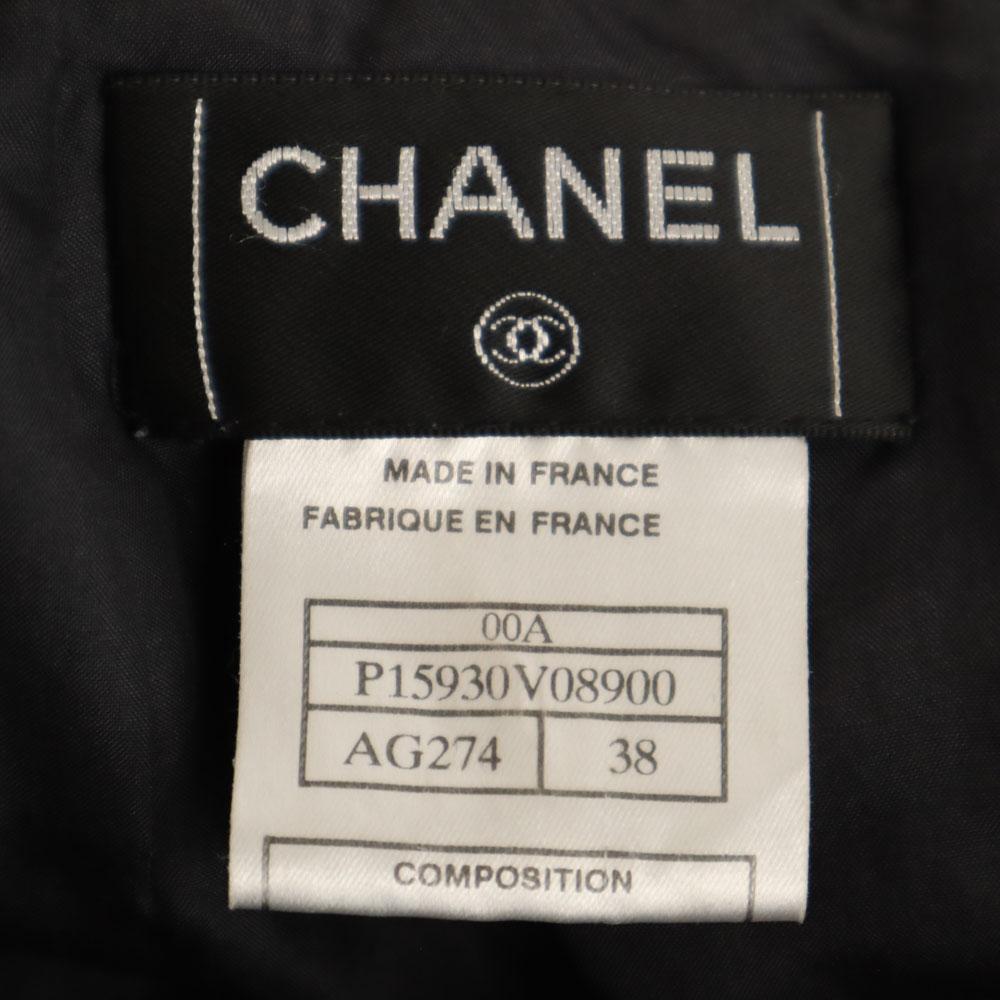 CHANEL
MADE IN FRANCE
FABRIQUE EN FRANCE
00A
P15930V08900
AG274 38
COMPOSITION